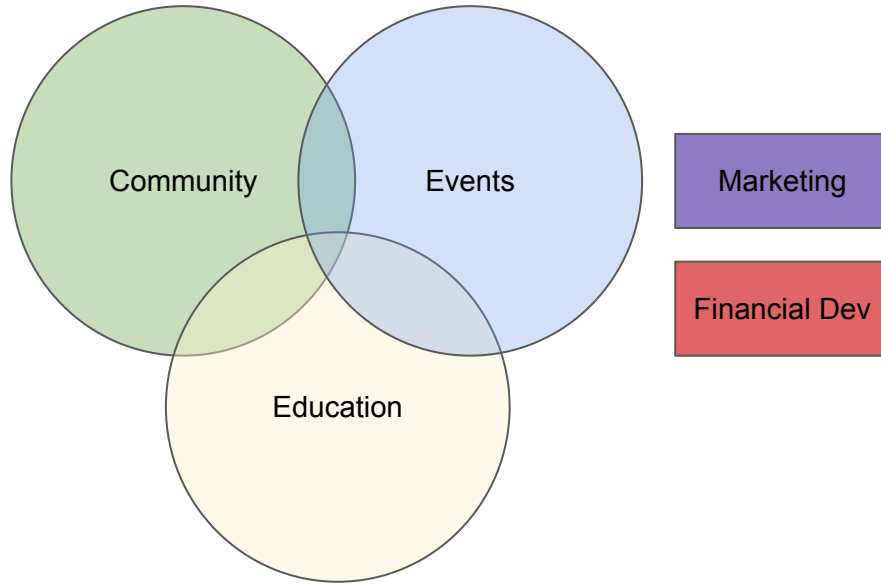 Community
Events
Marketing
Financial Dev
Education